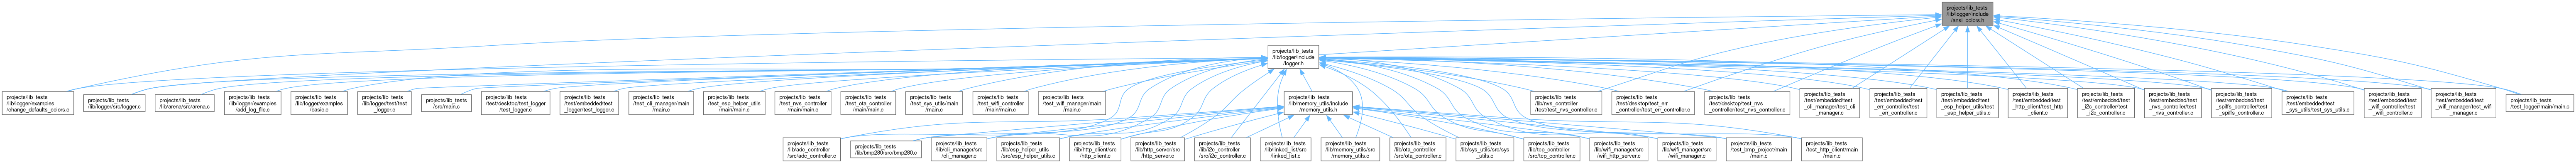 projects/lib_tests
/lib/logger/include
/ansi_colors.h
projects/lib_tests
/lib/logger/include
/logger.h
projects/lib_tests
/lib/logger/examples
/change_defaults_colors.c
projects/lib_tests
/lib/logger/src/logger.c
projects/lib_tests
/lib/arena/src/arena.c
projects/lib_tests
/lib/logger/examples
/add_log_file.c
projects/lib_tests
/lib/logger/examples
/basic.c
projects/lib_tests
/lib/logger/test/test
_logger.c
projects/lib_tests
/src/main.c
projects/lib_tests
/test/desktop/test_logger
/test_logger.c
projects/lib_tests
/test/embedded/test
_logger/test_logger.c
projects/lib_tests
/test_cli_manager/main
/main.c
projects/lib_tests
/test_esp_helper_utils
/main/main.c
projects/lib_tests
/test_nvs_controller
/main/main.c
projects/lib_tests
/test_ota_controller
/main/main.c
projects/lib_tests
/test_sys_utils/main
/main.c
projects/lib_tests
/test_wifi_controller
/main/main.c
projects/lib_tests
/test_wifi_manager/main
/main.c
projects/lib_tests
/lib/memory_utils/include
/memory_utils.h
projects/lib_tests
/lib/nvs_controller
/test/test_nvs_controller.c
projects/lib_tests
/test/desktop/test_err
_controller/test_err_controller.c
projects/lib_tests
/test/desktop/test_nvs
_controller/test_nvs_controller.c
projects/lib_tests
/test/embedded/test
_cli_manager/test_cli
_manager.c
projects/lib_tests
/test/embedded/test
_err_controller/test
_err_controller.c
projects/lib_tests
/test/embedded/test
_esp_helper_utils/test
_esp_helper_utils.c
projects/lib_tests
/test/embedded/test
_http_client/test_http
_client.c
projects/lib_tests
/test/embedded/test
_i2c_controller/test
_i2c_controller.c
projects/lib_tests
/test/embedded/test
_nvs_controller/test
_nvs_controller.c
projects/lib_tests
/test/embedded/test
_spiffs_controller/test
_spiffs_controller.c
projects/lib_tests
/test/embedded/test
_sys_utils/test_sys_utils.c
projects/lib_tests
/test/embedded/test
_wifi_controller/test
_wifi_controller.c
projects/lib_tests
/test/embedded/test
_wifi_manager/test_wifi
_manager.c
projects/lib_tests
/test_logger/main/main.c
projects/lib_tests
/lib/adc_controller
/src/adc_controller.c
projects/lib_tests
/lib/bmp280/src/bmp280.c
projects/lib_tests
/lib/cli_manager/src
/cli_manager.c
projects/lib_tests
/lib/esp_helper_utils
/src/esp_helper_utils.c
projects/lib_tests
/lib/http_client/src
/http_client.c
projects/lib_tests
/lib/http_server/src
/http_server.c
projects/lib_tests
/lib/i2c_controller
/src/i2c_controller.c
projects/lib_tests
/lib/linked_list/src
/linked_list.c
projects/lib_tests
/lib/memory_utils/src
/memory_utils.c
projects/lib_tests
/lib/ota_controller
/src/ota_controller.c
projects/lib_tests
/lib/sys_utils/src/sys
_utils.c
projects/lib_tests
/lib/tcp_controller
/src/tcp_controller.c
projects/lib_tests
/lib/wifi_manager/src
/wifi_http_server.c
projects/lib_tests
/lib/wifi_manager/src
/wifi_manager.c
projects/lib_tests
/test_bmp_project/main
/main.c
projects/lib_tests
/test_http_client/main
/main.c